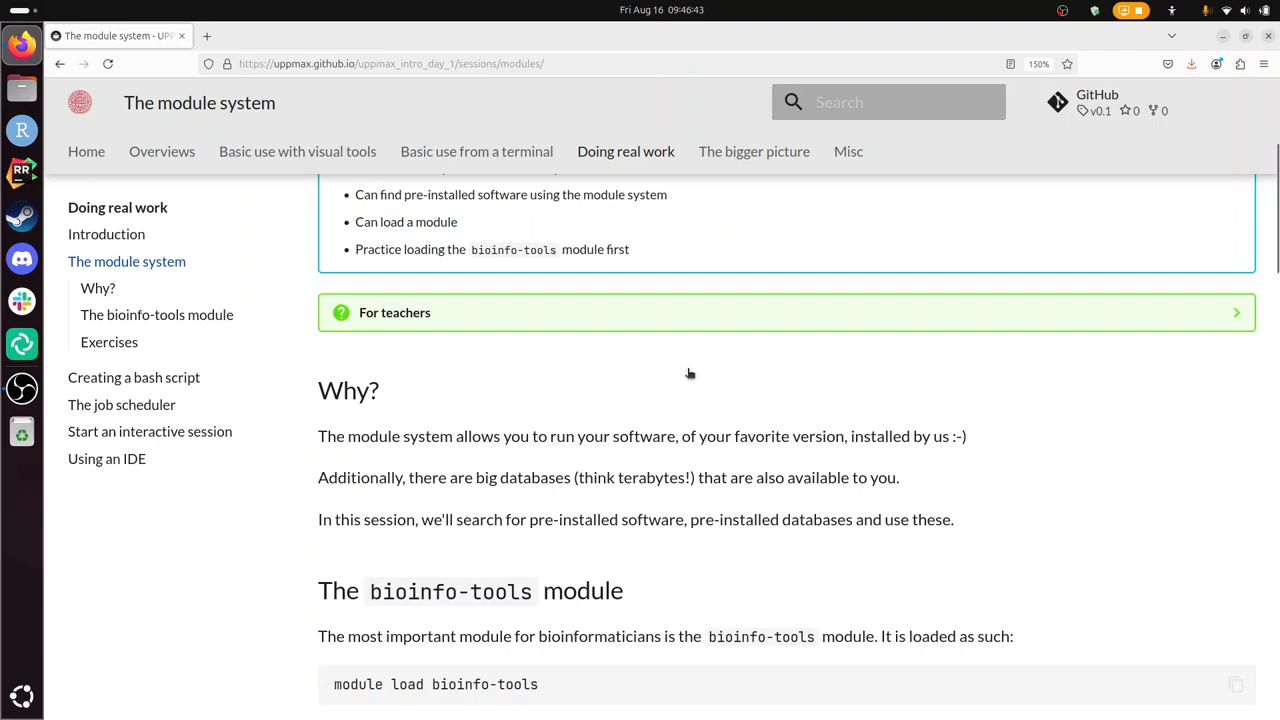 Fri Aug 16 09:46:43
The module system - UPP
https://uppmax.github.io/uppmax_intro_day_1/sessions/modules/
150%
The module system
Search
GitHub
v0.1 0 0
Home Overviews Basic use with visual tools Basic use from a terminal Doing real work The bigger picture Misc
Doing real work
Introduction
The module system
Why?
The bioinfo-tools module
Exercises
Creating a bash script
The job scheduler
Start an interactive session
Using an IDE
Can find pre-installed software using the module system
Can load a module
Practice loading the bioinfo-tools module first
For teachers
Why?
The module system allows you to run your software, of your favorite version, installed by us :-)
Additionally, there are big databases (think terabytes!) that are also available to you.
In this session, we'll search for pre-installed software, pre-installed databases and use these.
The bioinfo-tools module
The most important module for bioinformaticians is the bioinfo-tools module. It is loaded as such:
module load bioinfo-tools